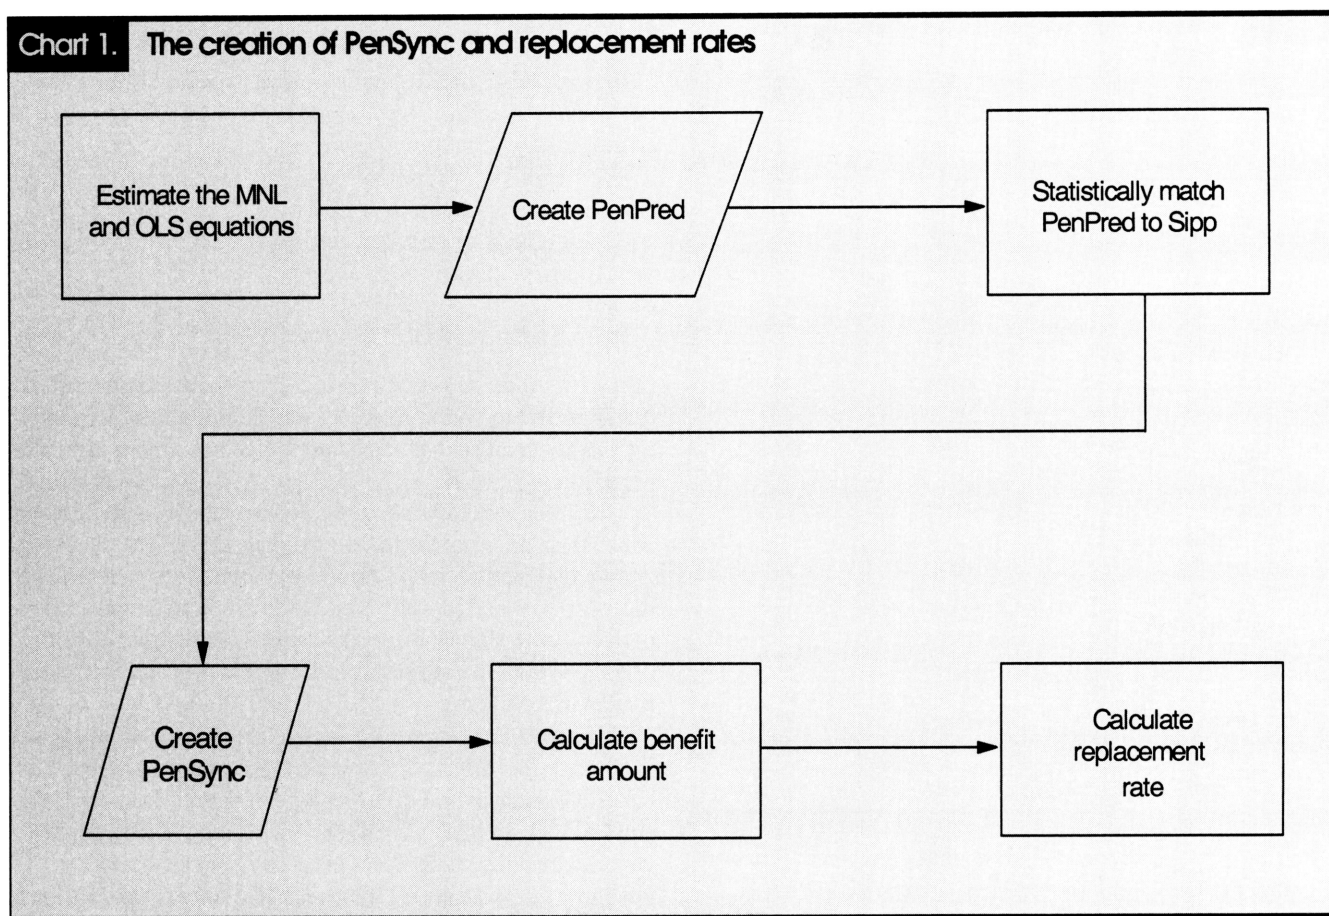 Chart 1. The creation of PenSync and replacement rates
Estimate the MNL
and OLS equations
Create PenPred
Statistically match
PenPred to Sipp
Create
PenSync
Calculate benefit
amount
Calculate
replacement
rate